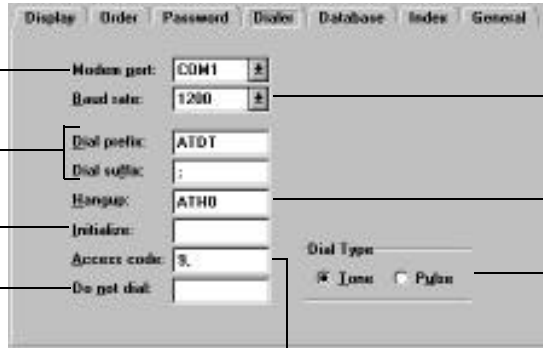 Display Order Password Dialer Database Index General
Modem port: COM1
Baud rate: 1200
Dial prefix: ATDT
Dial suffix: ;
Hangup: ATH0
Initialize:
Access code: 9,
Do not dial:
Dial Type
Tone Pulse